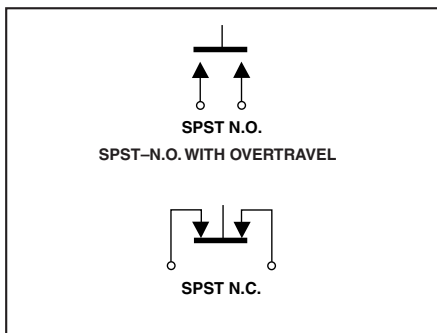 SPST N.O.
SPST–N.O. WITH OVERTRAVEL
SPST N.C.